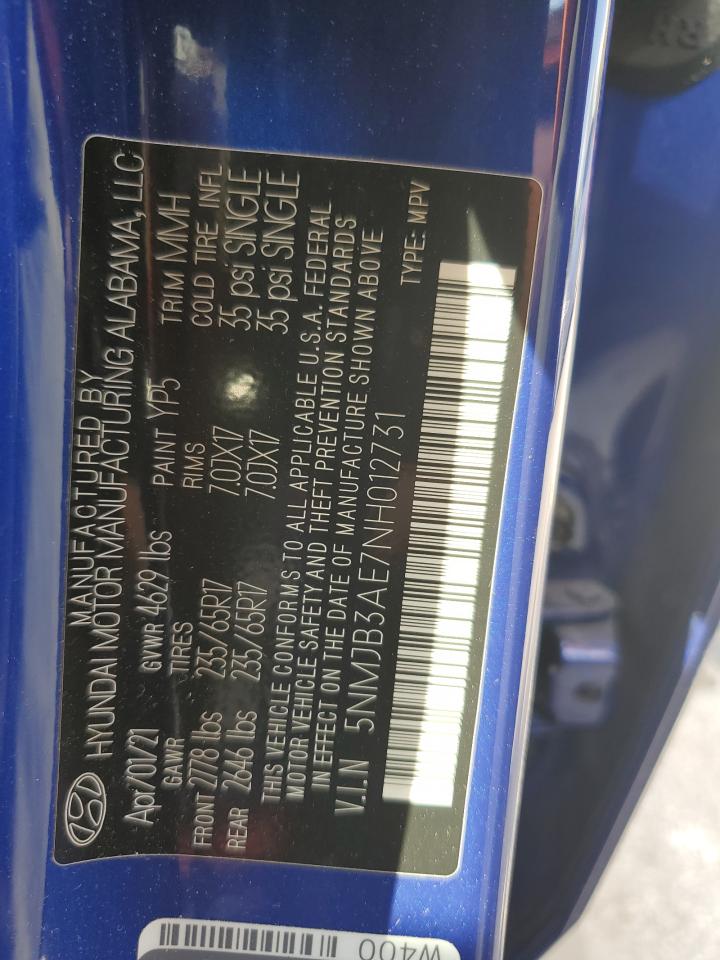 MANUFACTURED BY
HYUNDAI MOTOR MANUFACTURING ALABAMA, LLC
Apr/01/21 GVWR 4629 lbs PAINT YP5 TRIM MMH
GAWR TIRES RMS COLD TIRE INFL
FRONT 2778 lbs 235/65R17 7.0JX17 35 psi SINGLE
REAR 2646 lbs 235/65R17 7.0JX17 35 psi SINGLE
THIS VEHICLE CONFORMS TO ALL APPLICABLE U.S.A. FEDERAL
MOTOR VEHICLE SAFETY AND THEFT PREVENTION STANDARDS
IN EFFECT ON THE DATE OF MANUFACTURE SHOWN ABOVE
V.I.N 5NMJB3AE7NH012731 TYPE: MPV
W400